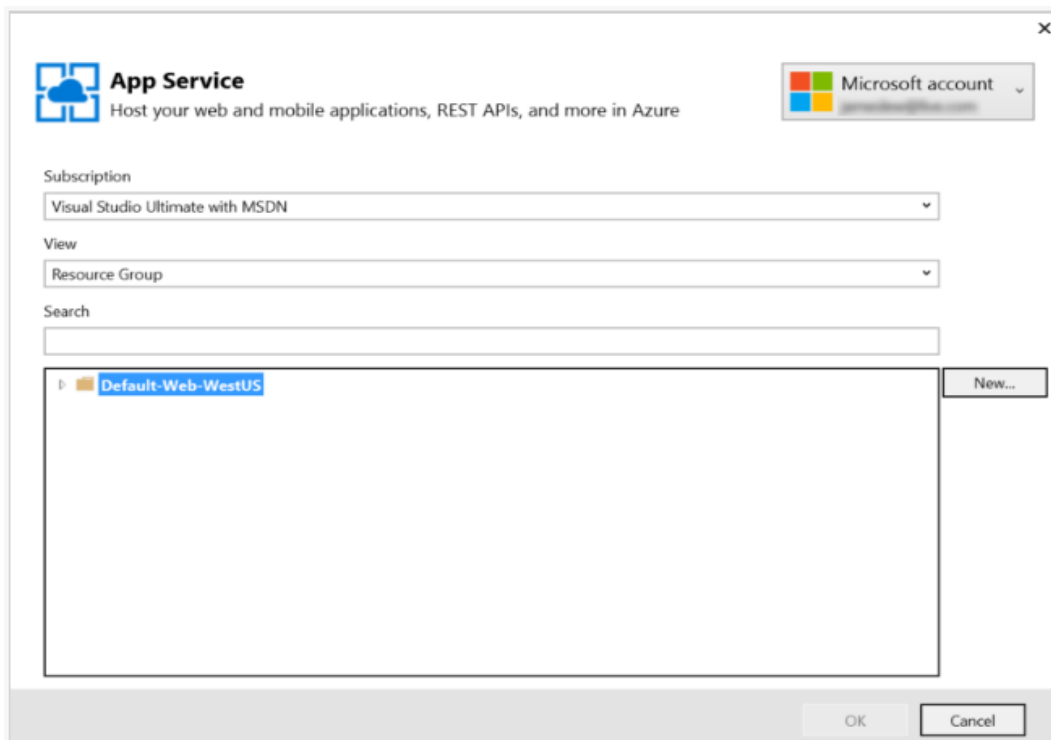 App Service
Host your web and mobile applications, REST APIs, and more in Azure
Microsoft account
Subscription
Visual Studio Ultimate with MSDN
View
Resource Group
Search
Default-Web-WestUS
New...
OK
Cancel